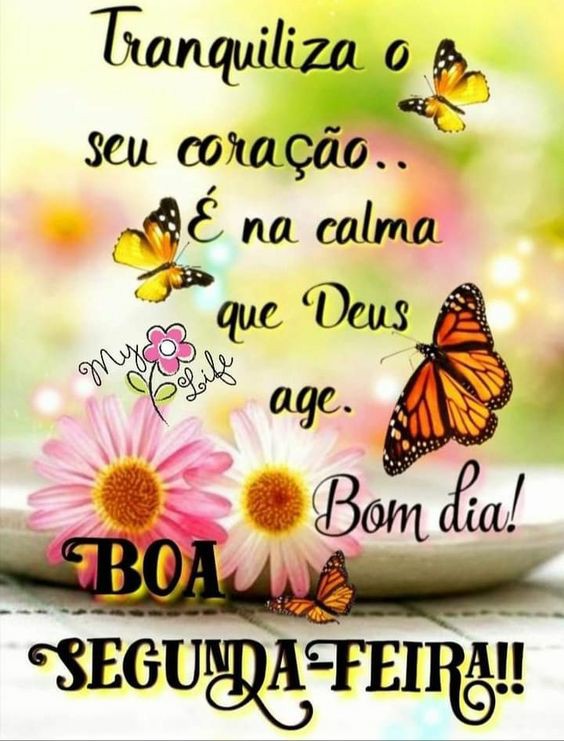 Tranquiliza o
seu coração..
É na calma
que Deus
age.
My Life
Bom dia!
BOA
SEGUNDA-FEIRA!!